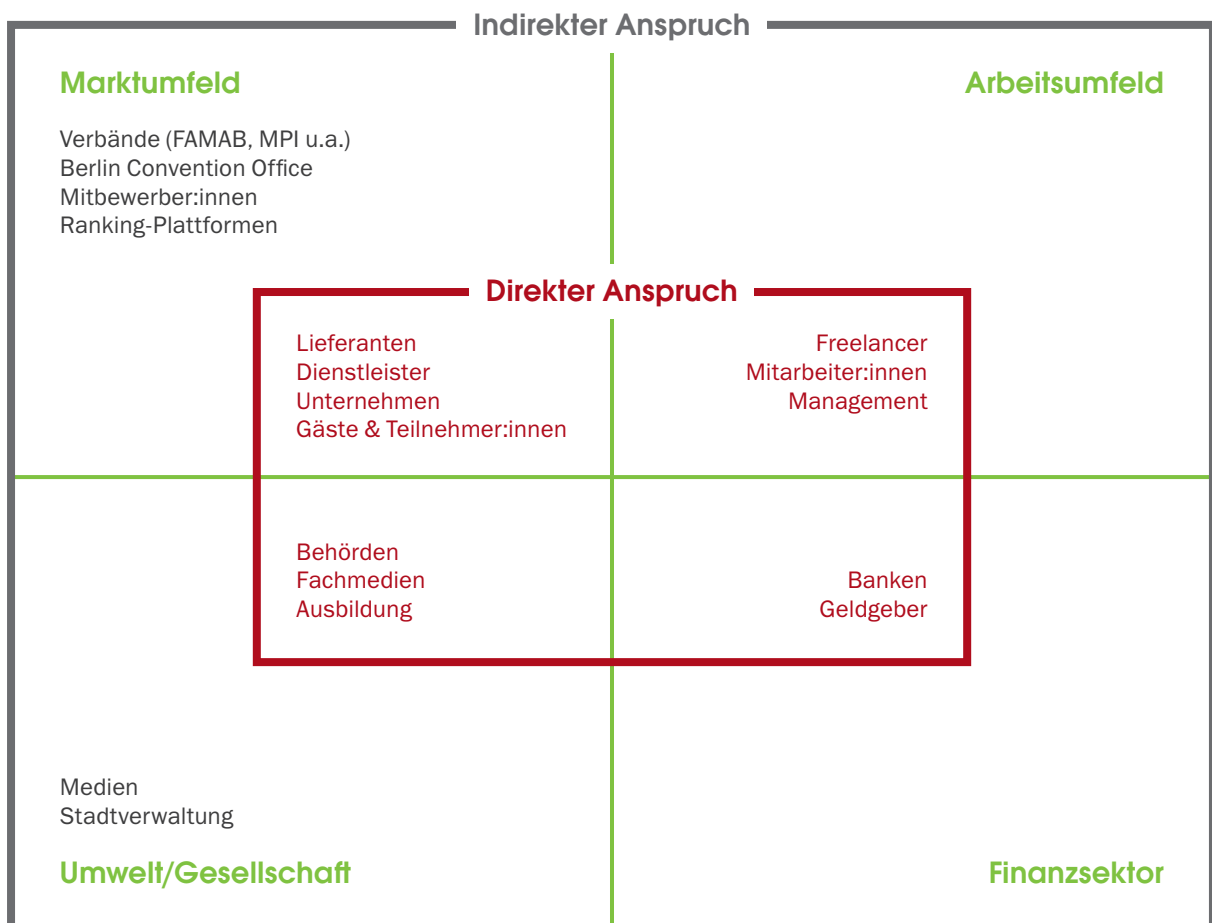 Indirekter Anspruch
Marktumfeld
Arbeitsumfeld
Verbände (FAMAB, MPI u.a.)
Berlin Convention Office
Mitbewerber:innen
Ranking-Plattformen
Direkter Anspruch
Lieferanten
Dienstleister
Unternehmen
Gäste & Teilnehmer:innen
Freelancer
Mitarbeiter:innen
Management
Behörden
Fachmedien
Ausbildung
Banken
Geldgeber
Medien
Stadtverwaltung
Umwelt/Gesellschaft
Finanzsektor